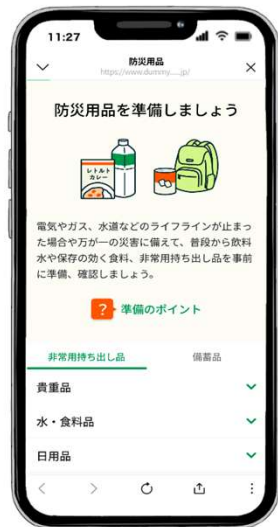 11:27
防災用品
https://www.dummy.....jp/
防災用品を準備しましょう
レトルト
カレー
電気やガス、水道などのライフラインが止まっ
た場合や万が一の災害に備えて、普段から飲料
水や保存の効く食料、非常用持ち出し品を事前
に準備、確認しましょう。
? 準備のポイント
非常用持ち出し品 備蓄品
貴重品
水・食料品
日用品